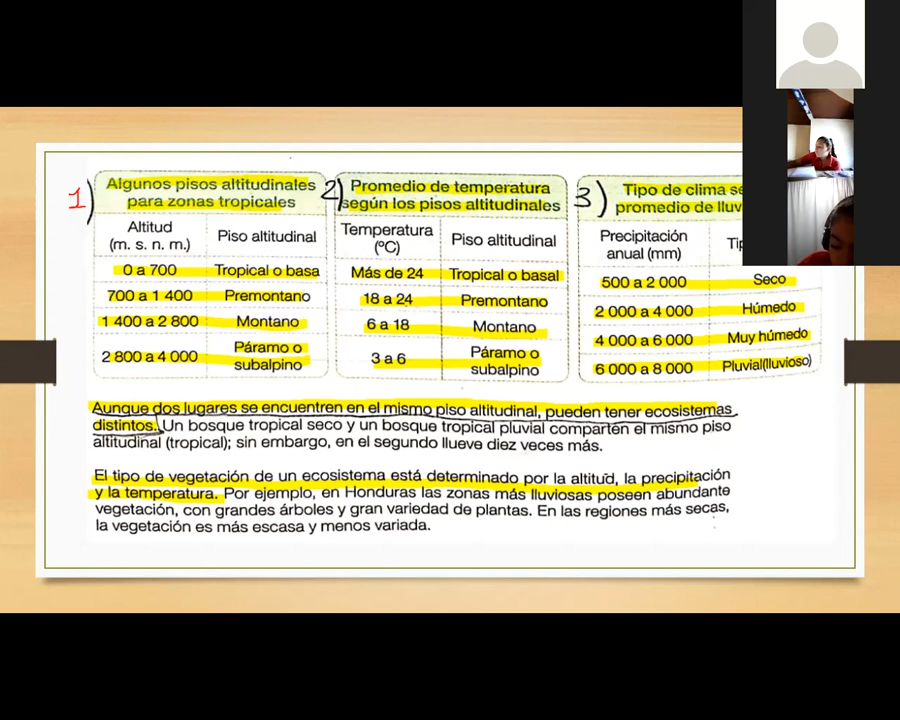 1)
Algunos pisos altitudinales
para zonas tropicales
Altitud
(m. s. n. m.)
Piso altitudinal
0 a 700 Tropical o basa
700 a 1 400 Premontano
1 400 a 2 800 Montano
2 800 a 4 000 Páramo o
subalpino
2)
Promedio de temperatura
según los pisos altitudinales
Temperatura
(ºC)
Piso altitudinal
Más de 24 Tropical o basal
18 a 24 Premontano
6 a 18 Montano
3 a 6 Páramo o
subalpino
3)
Tipo de clima
promedio de
Precipitación
anual (mm)
500 a 2 000 Seco
2 000 a 4 000 Húmedo
4 000 a 6 000 Muy húmedo
6 000 a 8 000 Pluvial(lluvioso)
Aunque dos lugares se encuentren en el mismo piso altitudinal, pueden tener ecosistemas
distintos. Un bosque tropical seco y un bosque tropical pluvial comparten el mismo piso
altitudinal (tropical); sin embargo, en el segundo llueve diez veces más.
El tipo de vegetación de un ecosistema está determinado por la altitud, la precipitación
y la temperatura. Por ejemplo, en Honduras las zonas más lluviosas poseen abundante
vegetación, con grandes árboles y gran variedad de plantas. En las regiones más secas,
la vegetación es más escasa y menos variada.